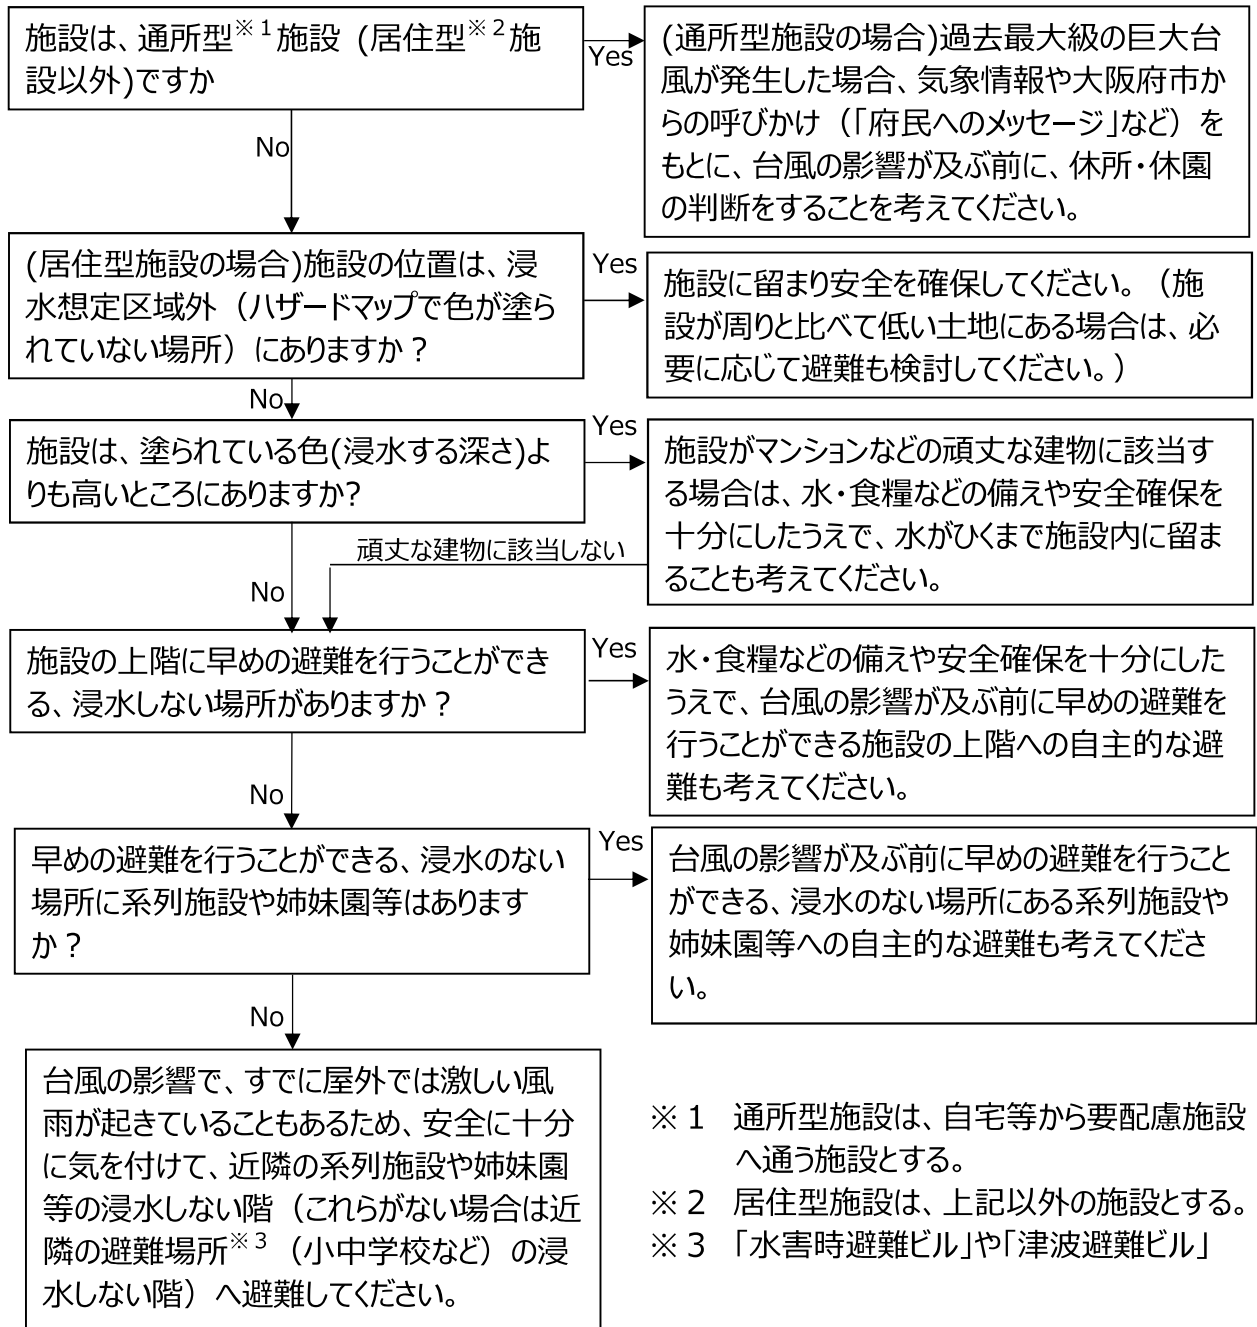 施設は、通所型※1施設 (居住型※2施
設以外)ですか
Yes
(通所型施設の場合)過去最大級の巨大台
風が発生した場合、気象情報や大阪府市か
らの呼びかけ（「府民へのメッセージ」など）を
もとに、台風の影響が及ぶ前に、休所・休園
の判断をすることを考えてください。
No
(居住型施設の場合)施設の位置は、浸
水想定区域外（ハザードマップで色が塗ら
れていない場所）にありますか？
Yes
施設に留まり安全を確保してください。（施
設が周りと比べて低い土地にある場合は、必
要に応じて避難も検討してください。）
No
施設は、塗られている色(浸水する深さ)よ
りも高いところにありますか?
Yes
施設がマンションなどの頑丈な建物に該当す
る場合は、水・食糧などの備えや安全確保を
十分にしたうえで、水がひくまで施設内に留ま
ることも考えてください。
頑丈な建物に該当しない
No
施設の上階に早めの避難を行うことができ
る、浸水しない場所がありますか？
Yes
水・食糧などの備えや安全確保を十分にした
うえで、台風の影響が及ぶ前に早めの避難を
行うことができる施設の上階への自主的な避
難も考えてください。
No
早めの避難を行うことができる、浸水のない
場所に系列施設や姉妹園等はあります
か？
Yes
台風の影響が及ぶ前に早めの避難を行うこと
ができる、浸水のない場所にある系列施設や
姉妹園等への自主的な避難も考えてくださ
い。
No
台風の影響で、すでに屋外では激しい風
雨が起きていることもあるため、安全に十分
に気を付けて、近隣の系列施設や姉妹園
等の浸水しない階（これらがない場合は近
隣の避難場所※3（小中学校など）の浸
水しない階）へ避難してください。
※１　通所型施設は、自宅等から要配慮施設
へ通う施設とする。
※２　居住型施設は、上記以外の施設とする。
※３　「水害時避難ビル」や「津波避難ビル」